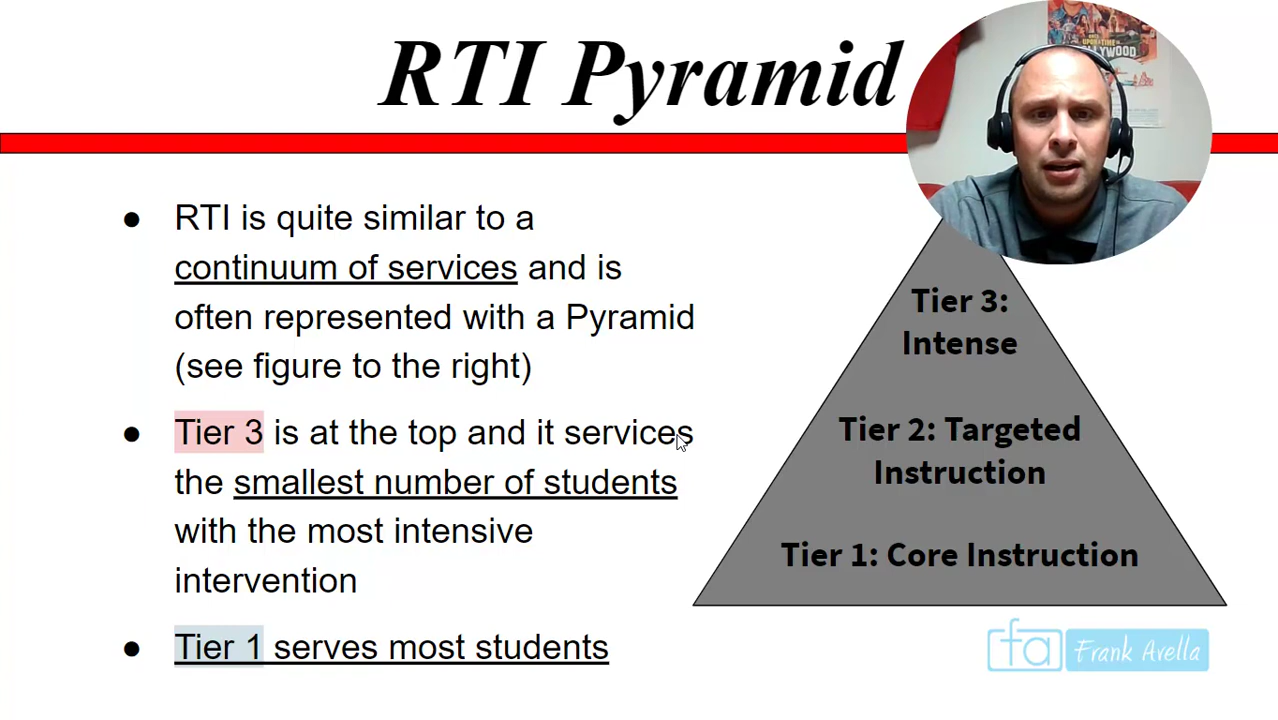 RTI Pyramid
UPON A TIME
HOLLYWOOD
● RTI is quite similar to a
continuum of services and is
often represented with a Pyramid
(see figure to the right)
● Tier 3 is at the top and it services
the smallest number of students
with the most intensive
intervention
● Tier 1 serves most students
Tier 3:
Intense
Tier 2: Targeted
Instruction
Tier 1: Core Instruction
fa Frank Avella